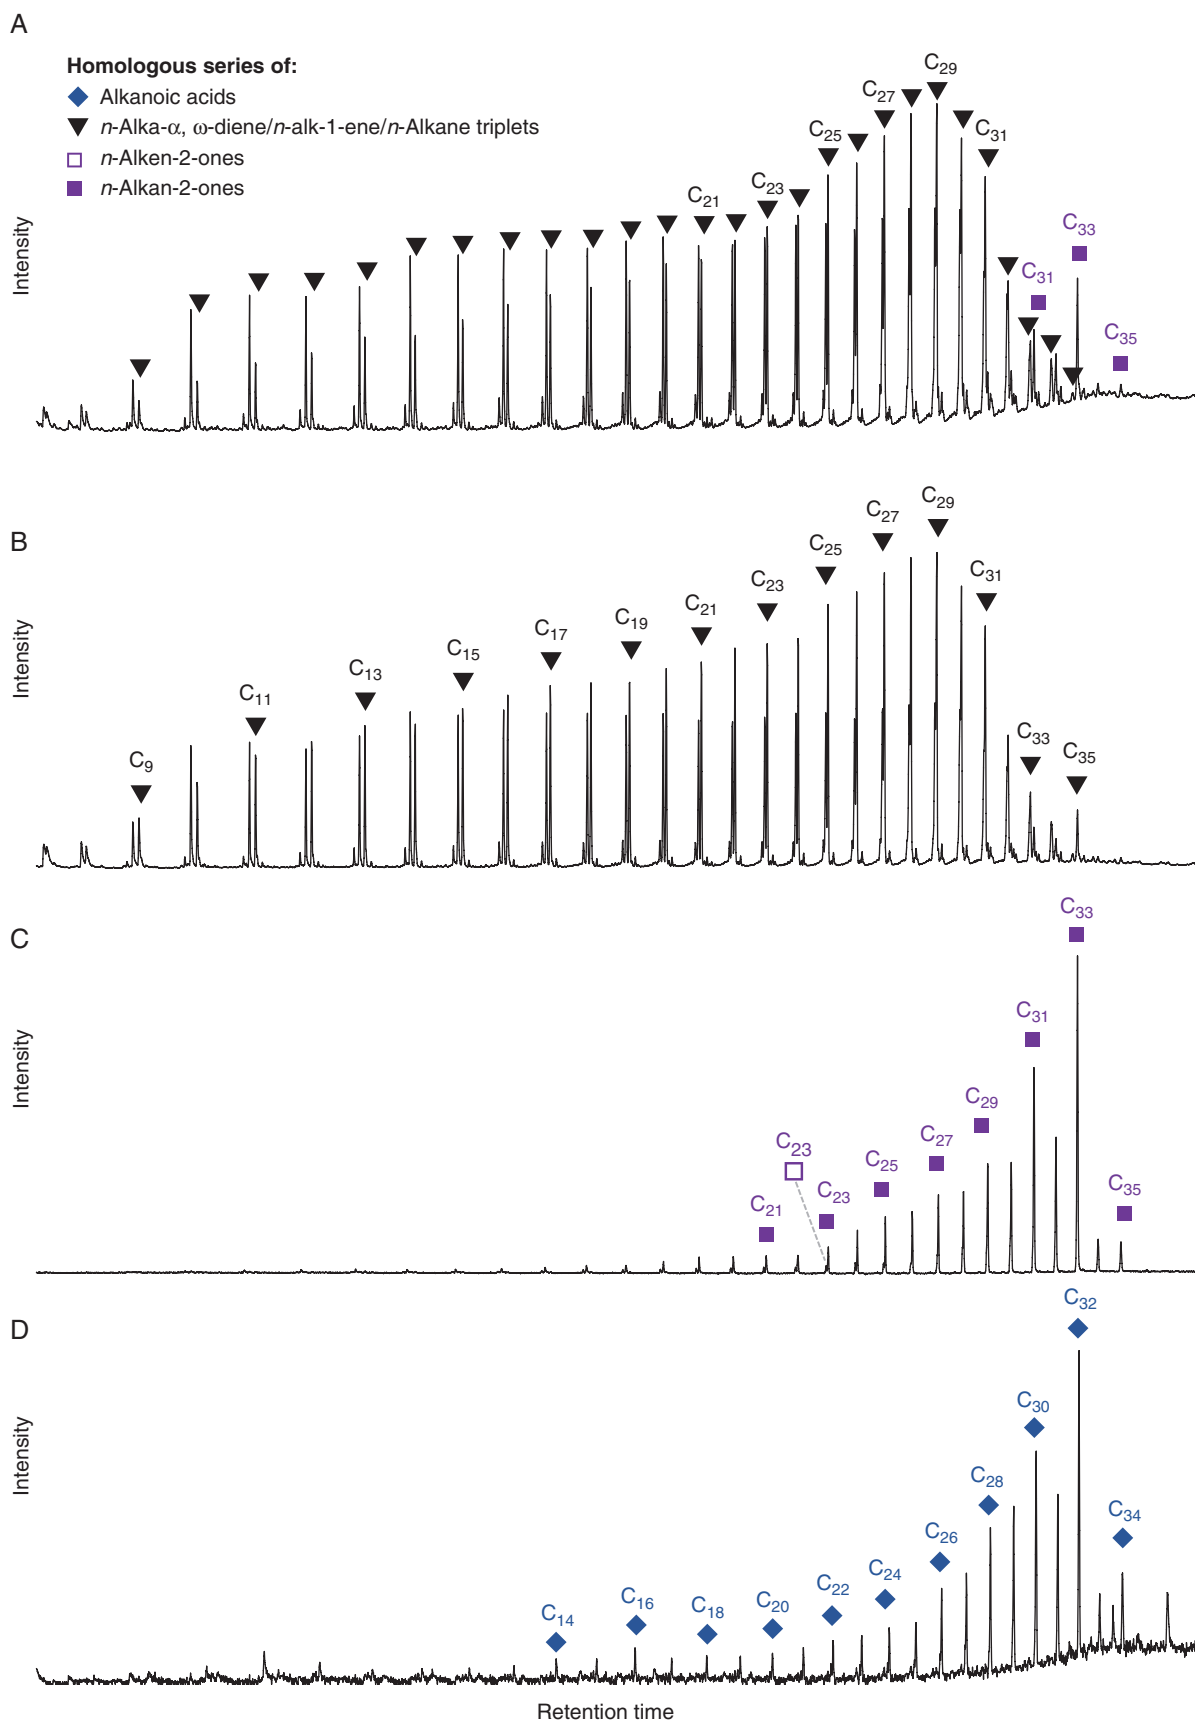 A
Homologous series of:
Alkanoic acids
n-Alka-α, ω-diene/n-alk-1-ene/n-Alkane triplets
n-Alken-2-ones
n-Alkan-2-ones
Intensity
C21
C23
C25
C27
C29
C31
C31
C33
C35
B
Intensity
C9
C11
C13
C15
C17
C19
C21
C23
C25
C27
C29
C31
C33
C35
C
Intensity
C21
C23
C23
C25
C27
C29
C31
C33
C35
D
Intensity
C14
C16
C18
C20
C22
C24
C26
C28
C30
C32
C34
Retention time